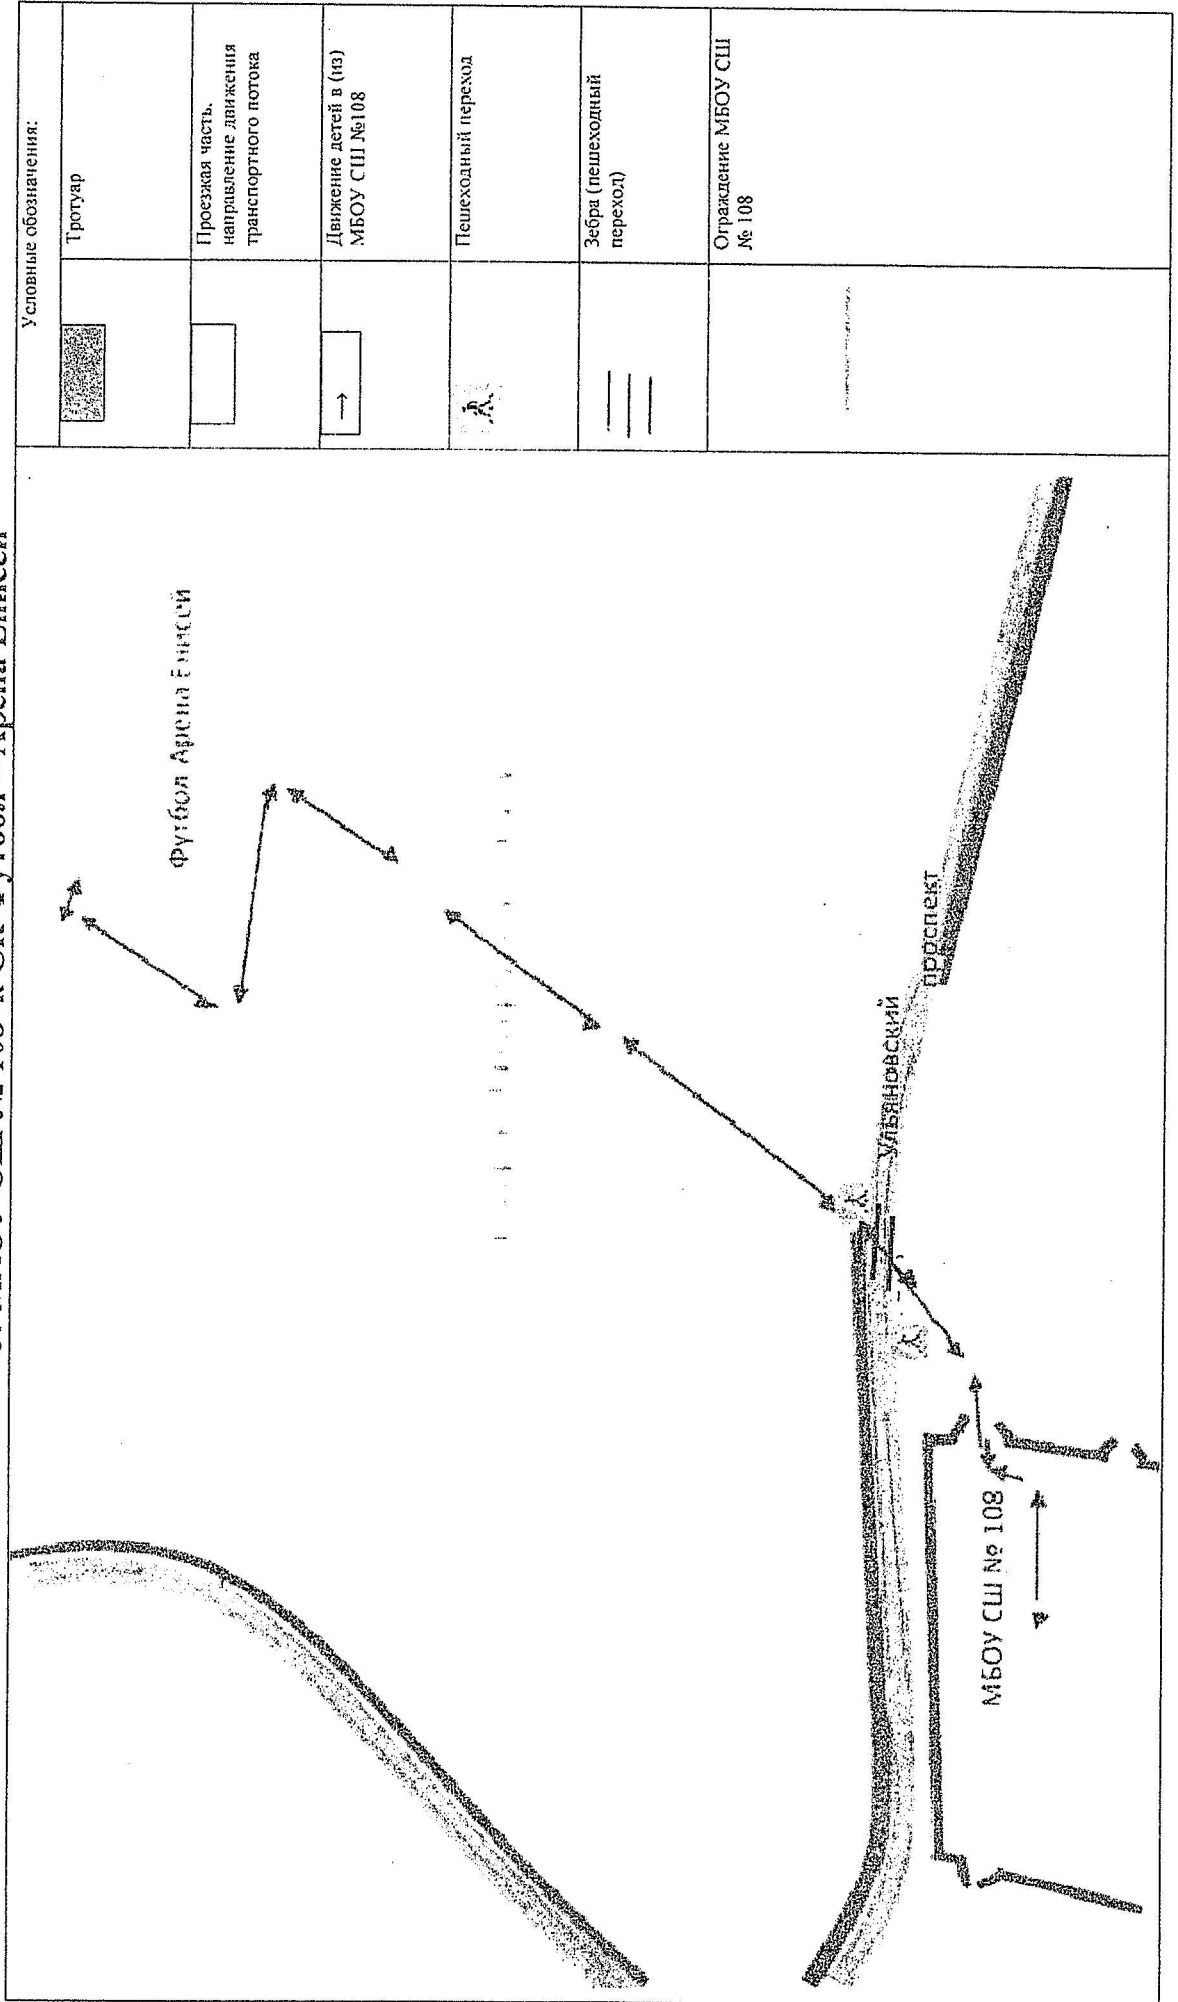 Условные обозначения:
Тротуар
Проезжая часть.
направление движения
транспортного потока
Движение детей в (из)
МБОУ СШ №108
Пешеходный переход
Зебра (пешеходный
переход)
Ограждение МБОУ СШ
№ 108
Футбол Арена Енисей
Ульяновский
проспект
МБОУ СШ № 108